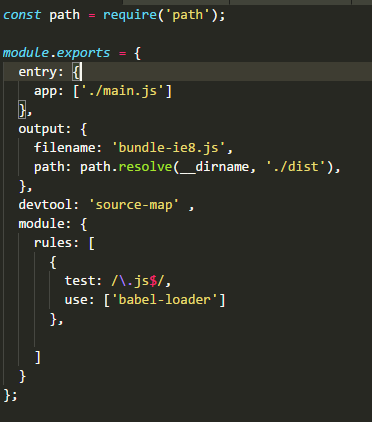 const path = require('path');
module.exports = {
  entry: {
    app: ['./main.js']
  },
  output: {
    filename: 'bundle-ie8.js',
    path: path.resolve(__dirname, './dist'),
  },
  devtool: 'source-map' ,
  module: {
    rules: [
      {
        test: /\.js$/,
        use: ['babel-loader']
      },
    ]
  }
};